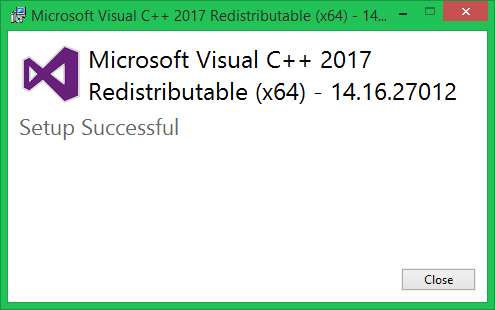 Microsoft Visual C++ 2017 Redistributable (x64) - 14...
Microsoft Visual C++ 2017
Redistributable (x64) - 14.16.27012
Setup Successful
Close